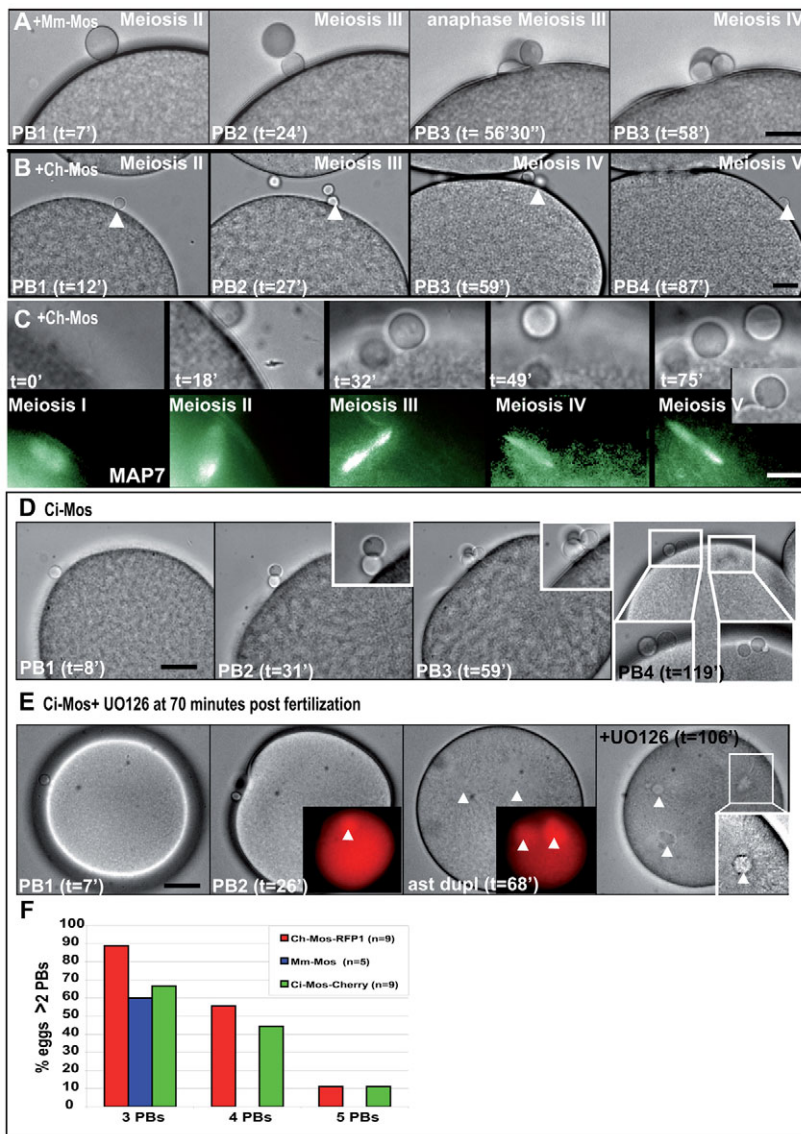 A +Mm-Mos
Meiosis II
Meiosis III
anaphase Meiosis III
Meiosis IV
PB1 (t=7')
PB2 (t=24')
PB3 (t= 56'30")
PB3 (t=58')
B +Ch-Mos
Meiosis II
Meiosis III
Meiosis IV
Meiosis V
PB1 (t=12')
PB2 (t=27')
PB3 (t=59')
PB4 (t=87')
C +Ch-Mos
t=0'
t=18'
t=32'
t=49'
t=75'
Meiosis I
Meiosis II
Meiosis III
Meiosis IV
Meiosis V
MAP7
D Ci-Mos
PB1 (t=8')
PB2 (t=31')
PB3 (t=59')
PB4 (t=119')
E Ci-Mos+ UO126 at 70 minutes post fertilization
+UO126 (t=106')
PB1 (t=7')
PB2 (t=26')
ast dupl (t=68')
F
% eggs >2 PBs
100
90
80
70
60
50
40
30
20
10
0
Ch-Mos-RFP1 (n=9)
Mm-Mos (n=5)
Ci-Mos-Cherry (n=9)
3 PBs
4 PBs
5 PBs